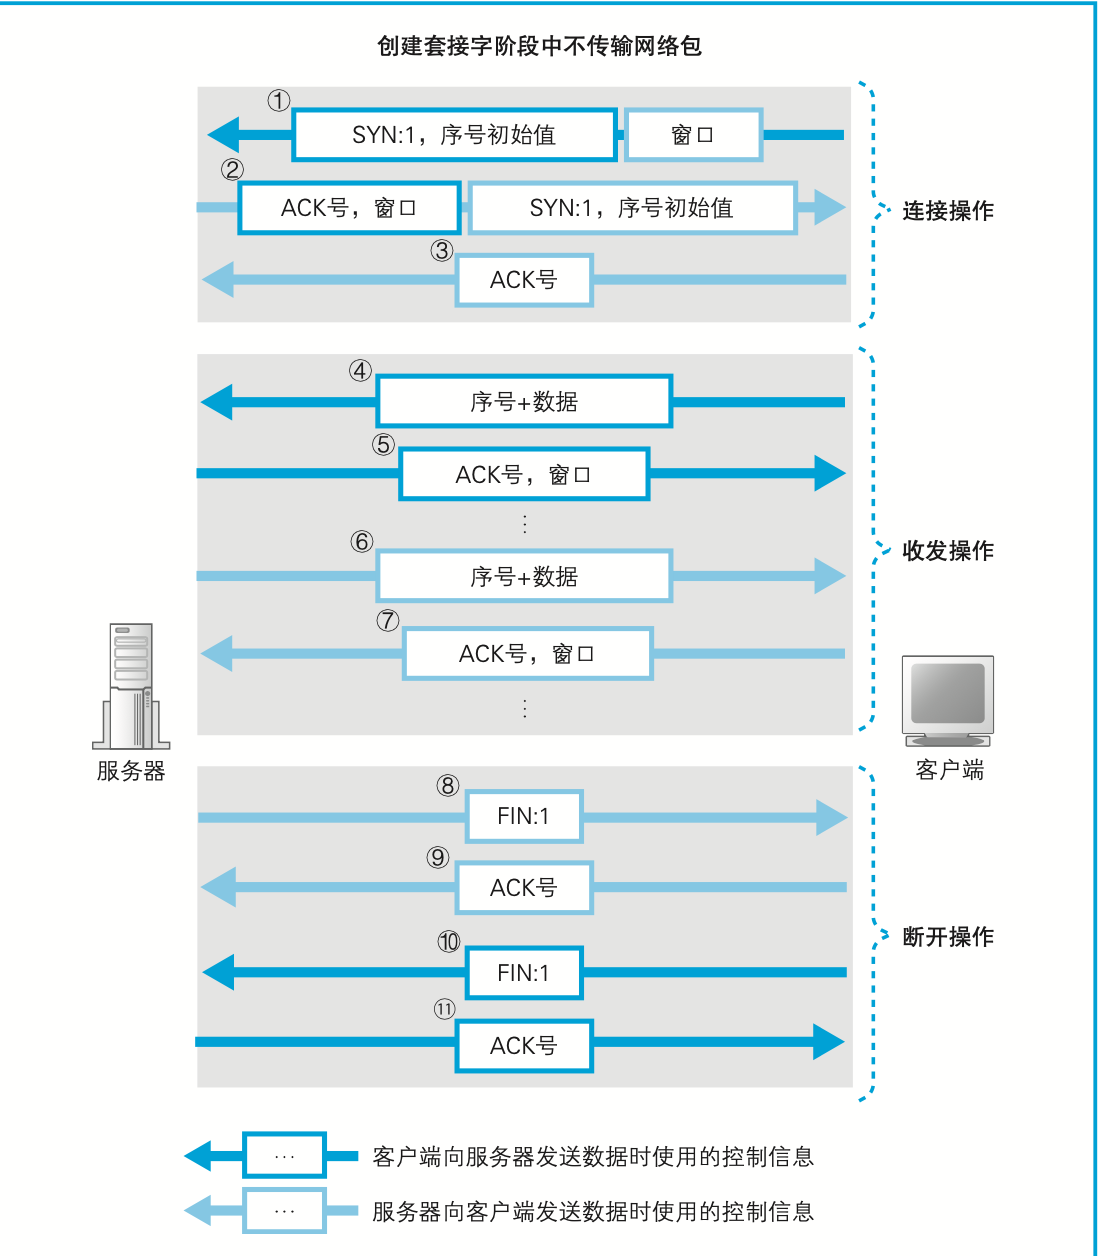 创建套接字阶段中不传输网络包
①
SYN:1，序号初始值
窗口
②
ACK号，窗口
SYN:1，序号初始值
连接操作
③
ACK号
④
序号+数据
⑤
ACK号，窗口
⋮
⑥
序号+数据
收发操作
⑦
ACK号，窗口
⋮
服务器
客户端
⑧
FIN:1
⑨
ACK号
断开操作
⑩
FIN:1
⑪
ACK号
… 客户端向服务器发送数据时使用的控制信息
… 服务器向客户端发送数据时使用的控制信息